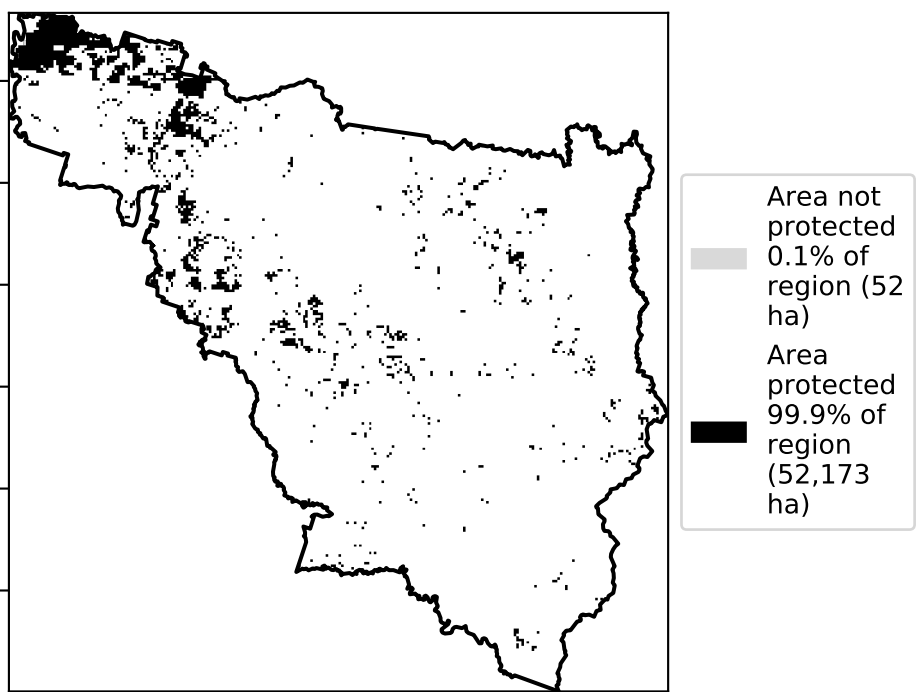 Area not
protected
0.1% of
region (52
ha)
Area
protected
99.9% of
region
(52,173
ha)